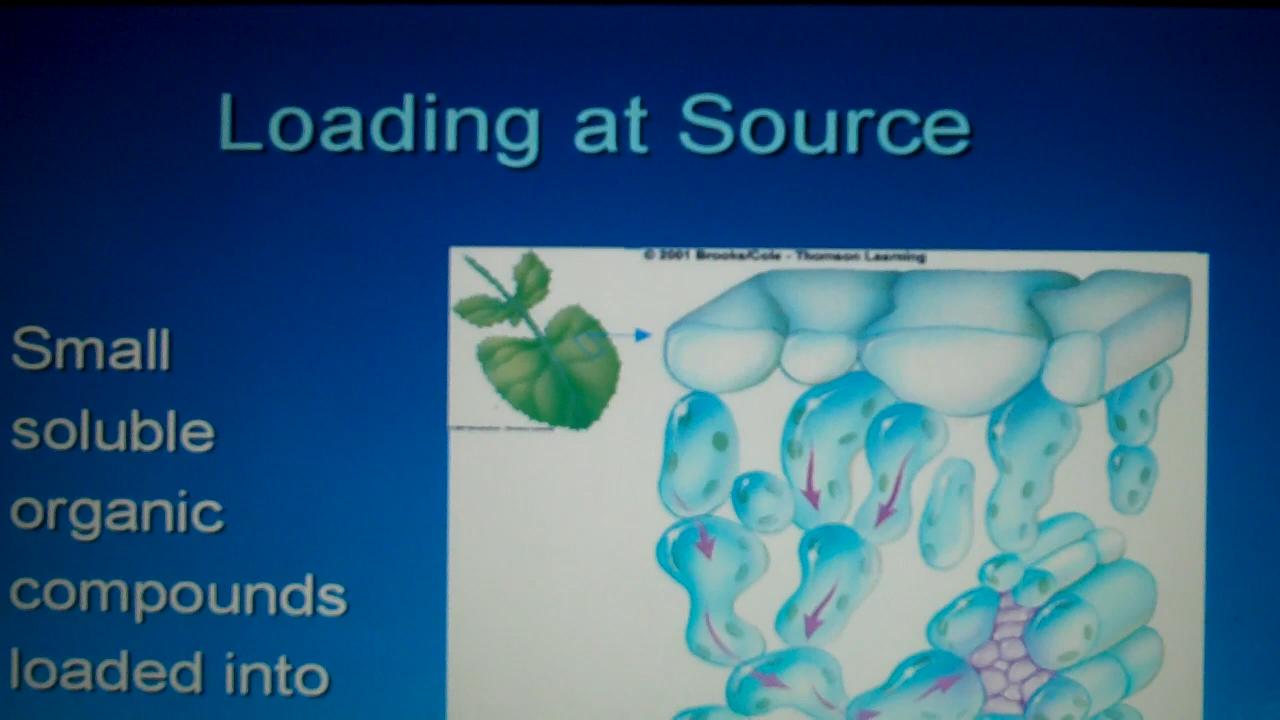 Loading at Source
© 2001 Brooks/Cole - Thomson Learning
Small
soluble
organic
compounds
loaded into